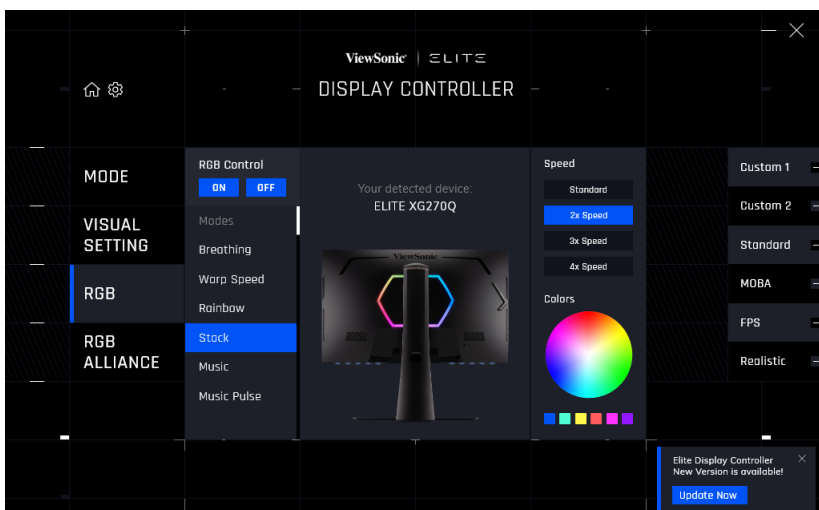 ViewSonic ELITE
DISPLAY CONTROLLER
MODE
VISUAL
SETTING
RGB
RGB
ALLIANCE
RGB Control
ON OFF
Modes
Breathing
Warp Speed
Rainbow
Stack
Music
Music Pulse
Your detected device:
ELITE XG270Q
ViewSonic
Speed
Standard
2x Speed
3x Speed
4x Speed
Colors
Custom 1
Custom 2
Standard
MOBA
FPS
Realistic
Elite Display Controller
New Version is available!
Update Now